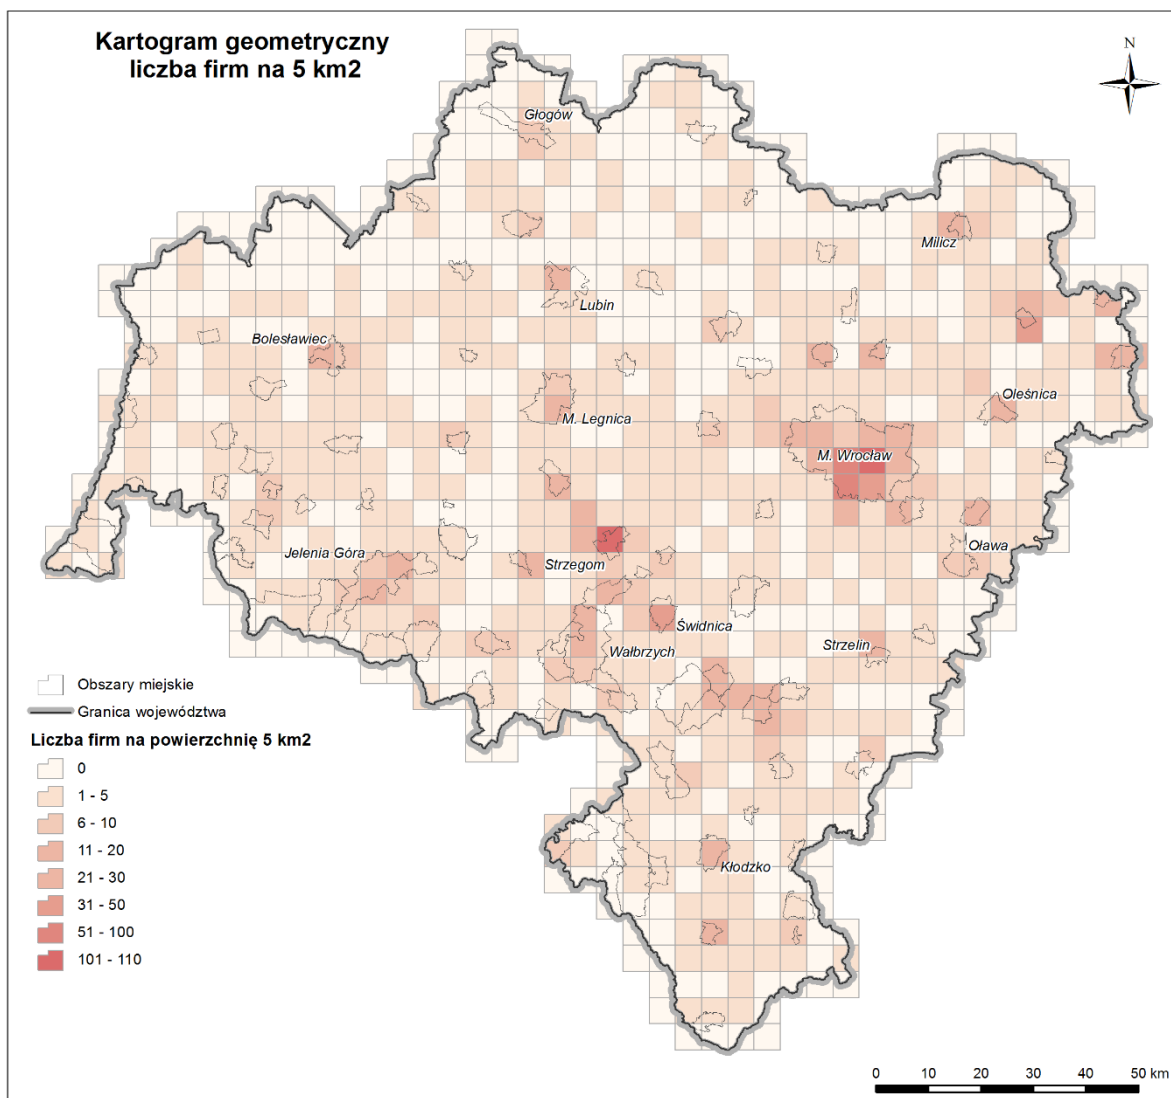 Kartogram geometryczny
liczba firm na 5 km2
N
Głogów
Milicz
Lubin
Bolesławiec
Oleśnica
M. Legnica
M. Wrocław
Jelenia Góra
Strzegom
Oława
Świdnica
Wałbrzych
Strzelin
Kłodzko
Obszary miejskie
Granica województwa
Liczba firm na powierzchnię 5 km2
0
1 - 5
6 - 10
11 - 20
21 - 30
31 - 50
51 - 100
101 - 110
0 10 20 30 40 50 km